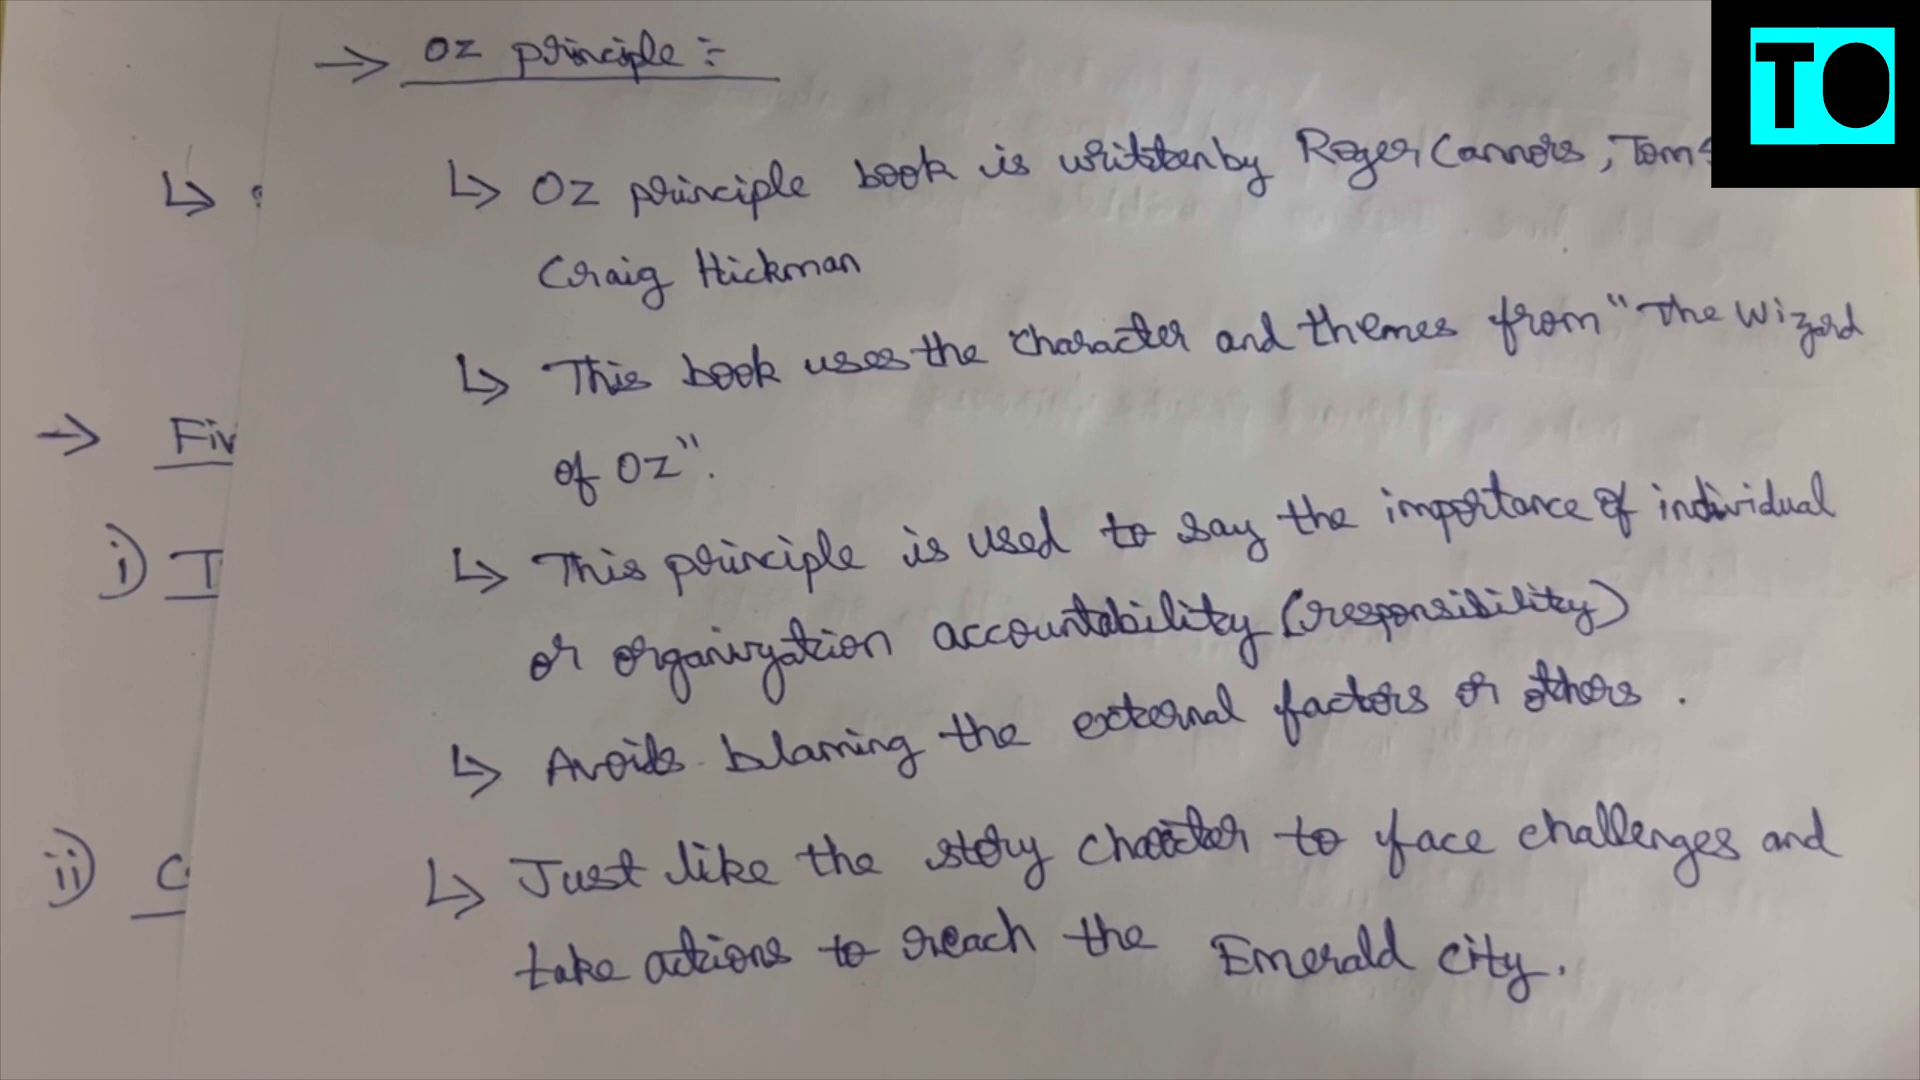 → Oz principle :-
↳ Oz principle book is written by Roger Connors, Tom
Craig Hickman
↳ This book uses the character and themes from "The Wizard
of Oz".
↳ This principle is used to say the importance of individual
or organization accountability (responsibility)
↳ Avoids blaming the external factors or others.
↳ Just like the story to face challenges and
take actions to reach the Emerald city.
↳
→ Fiv
i) T
ii) C
TO